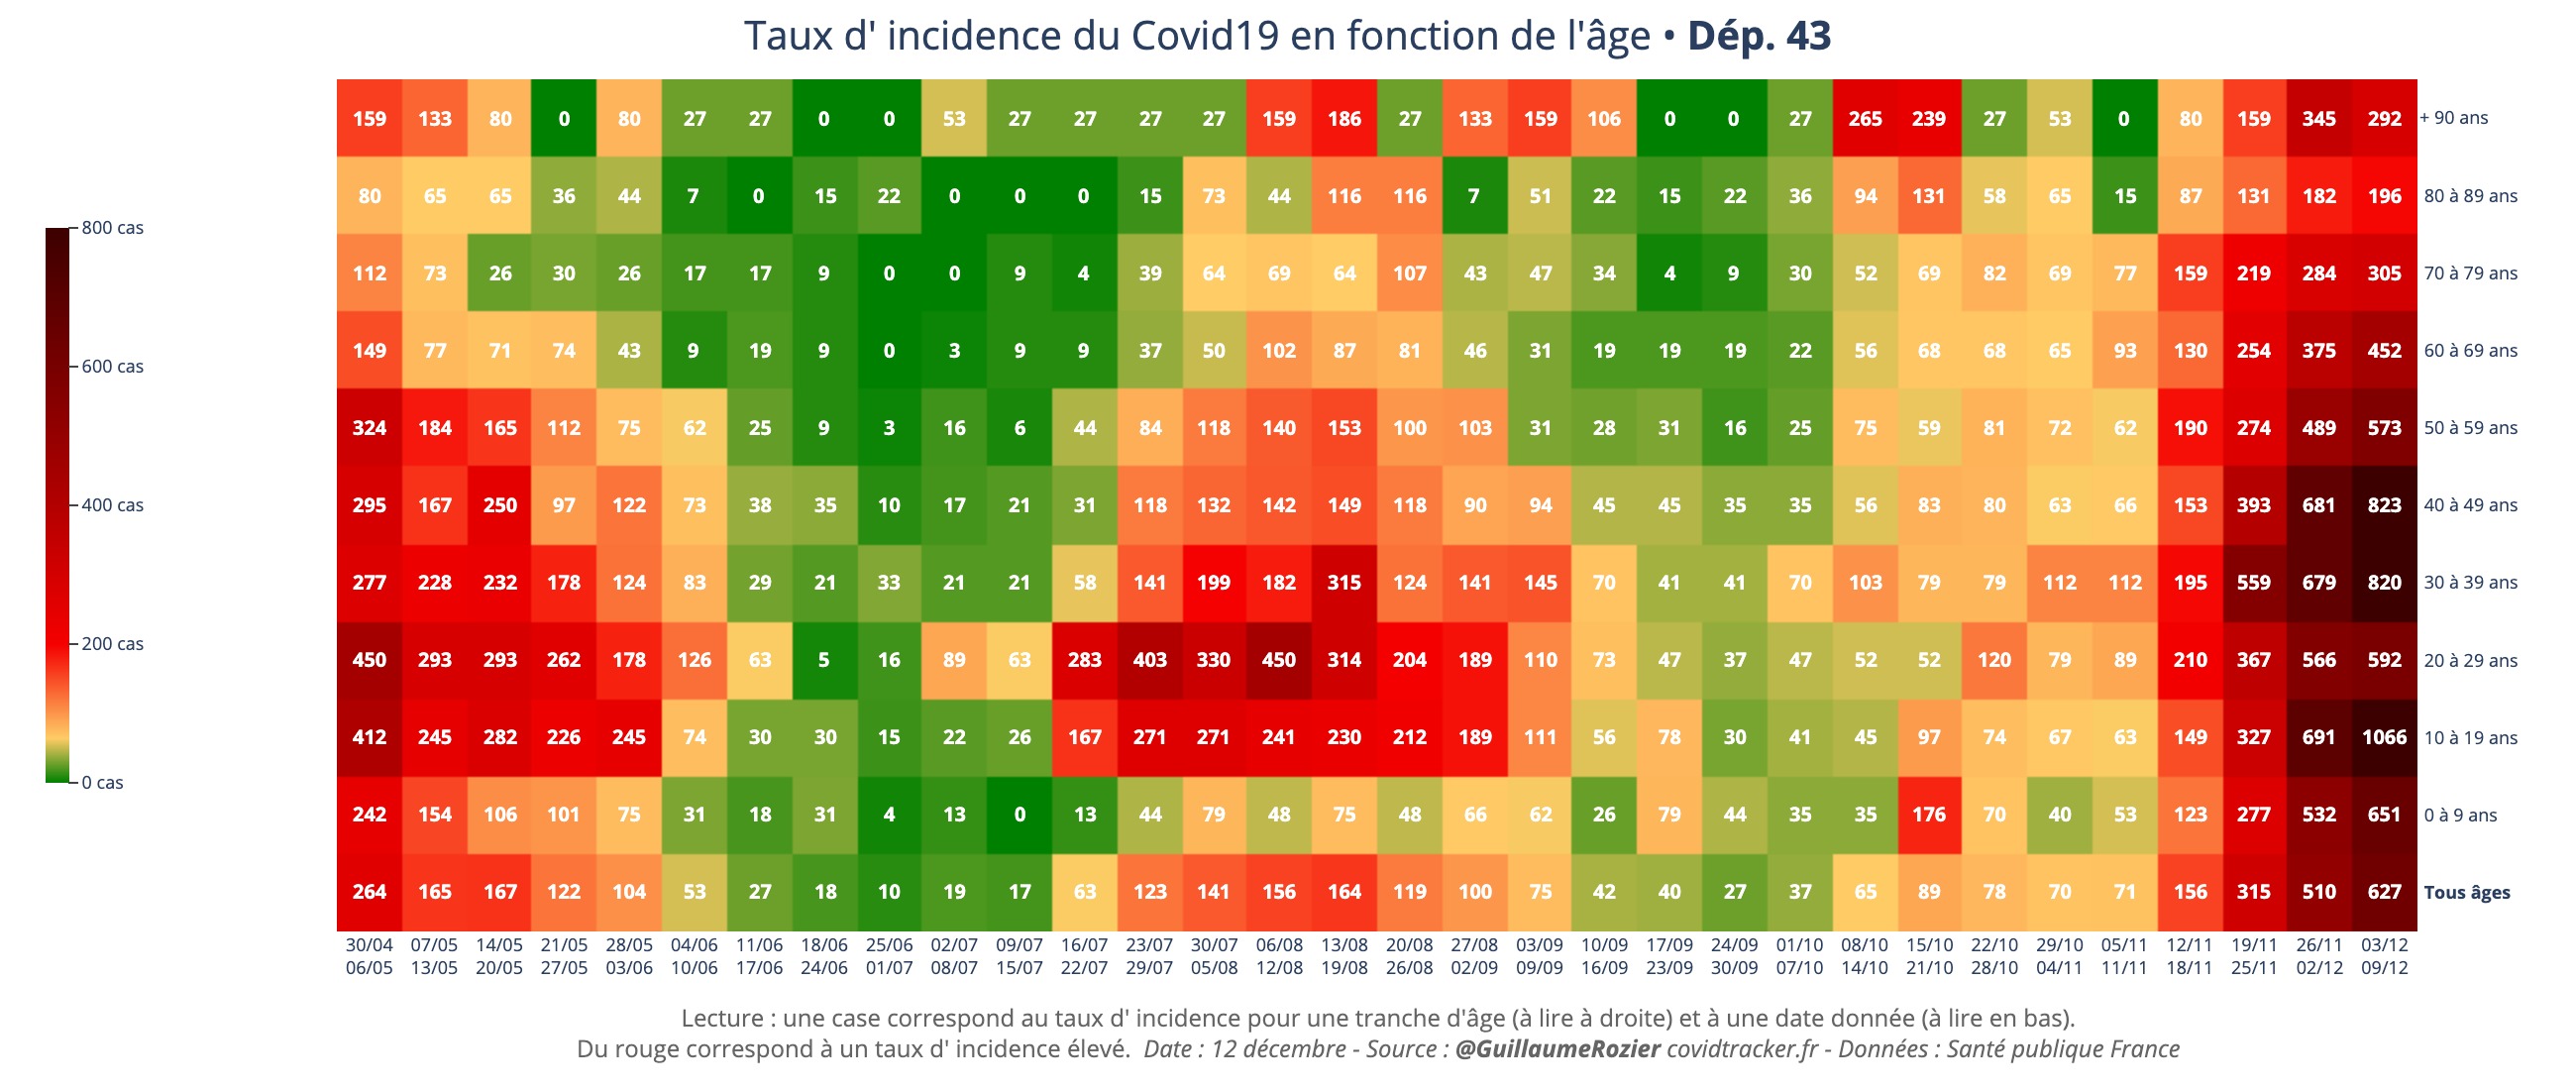 Taux d' incidence du Covid19 en fonction de l'âge • Dép. 43
159 133 80 0 80 27 27 0 0 53 27 27 27 27 159 186 27 133 159 106 0 0 27 265 239 27 53 0 80 159 345 292 + 90 ans
80 65 65 36 44 7 0 15 22 0 0 0 15 73 44 116 116 7 51 22 15 22 36 94 131 58 65 15 87 131 182 196 80 à 89 ans
800 cas
112 73 26 30 26 17 17 9 0 0 9 4 39 64 69 64 107 43 47 34 4 9 30 52 69 82 69 77 159 219 284 305 70 à 79 ans
149 77 71 74 43 9 19 9 0 3 9 9 37 50 102 87 81 46 31 19 19 19 22 56 68 68 65 93 130 254 375 452 60 à 69 ans
600 cas
324 184 165 112 75 62 25 9 3 16 6 44 84 118 140 153 100 103 31 28 31 16 25 75 59 81 72 62 190 274 489 573 50 à 59 ans
400 cas
295 167 250 97 122 73 38 35 10 17 21 31 118 132 142 149 118 90 94 45 45 35 35 56 83 80 63 66 153 393 681 823 40 à 49 ans
277 228 232 178 124 83 29 21 33 21 21 58 141 199 182 315 124 141 145 70 41 41 70 103 79 79 112 112 195 559 679 820 30 à 39 ans
200 cas
450 293 293 262 178 126 63 5 16 89 63 283 403 330 450 314 204 189 110 73 47 37 47 52 52 120 79 89 210 367 566 592 20 à 29 ans
412 245 282 226 245 74 30 30 15 22 26 167 271 271 241 230 212 189 111 56 78 30 41 45 97 74 67 63 149 327 691 1066 10 à 19 ans
0 cas
242 154 106 101 75 31 18 31 4 13 0 13 44 79 48 75 48 66 62 26 79 44 35 35 176 70 40 53 123 277 532 651 0 à 9 ans
264 165 167 122 104 53 27 18 10 19 17 63 123 141 156 164 119 100 75 42 40 27 37 65 89 78 70 71 156 315 510 627 Tous âges
30/04 07/05 14/05 21/05 28/05 04/06 11/06 18/06 25/06 02/07 09/07 16/07 23/07 30/07 06/08 13/08 20/08 27/08 03/09 10/09 17/09 24/09 01/10 08/10 15/10 22/10 29/10 05/11 12/11 19/11 26/11 03/12
06/05 13/05 20/05 27/05 03/06 10/06 17/06 24/06 01/07 08/07 15/07 22/07 29/07 05/08 12/08 19/08 26/08 02/09 09/09 16/09 23/09 30/09 07/10 14/10 21/10 28/10 04/11 11/11 18/11 25/11 02/12 09/12
Lecture : une case correspond au taux d' incidence pour une tranche d'âge (à lire à droite) et à une date donnée (à lire en bas).
Du rouge correspond à un taux d' incidence élevé. Date : 12 décembre - Source : @GuillaumeRozier covidtracker.fr - Données : Santé publique France